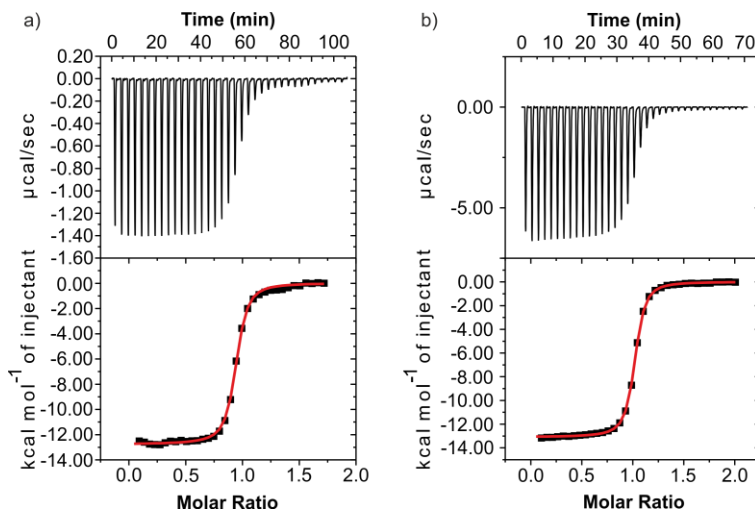 a)
Time (min)
0 10 20 30 40 50 60 70 80 90 100
0.20
0.00
-0.20
-0.40
-0.60
-0.80
-1.00
-1.20
-1.40
-1.60
µcal/sec
0.00
-2.00
-4.00
-6.00
-8.00
-10.00
-12.00
-14.00
kcal mol⁻¹ of injectant
0.0 0.5 1.0 1.5 2.0
Molar Ratio
b)
Time (min)
0 10 20 30 40 50 60 70
0.00
-5.00
µcal/sec
0.00
-2.00
-4.00
-6.00
-8.00
-10.00
-12.00
-14.00
kcal mol⁻¹ of injectant
0.0 0.5 1.0 1.5 2.0
Molar Ratio